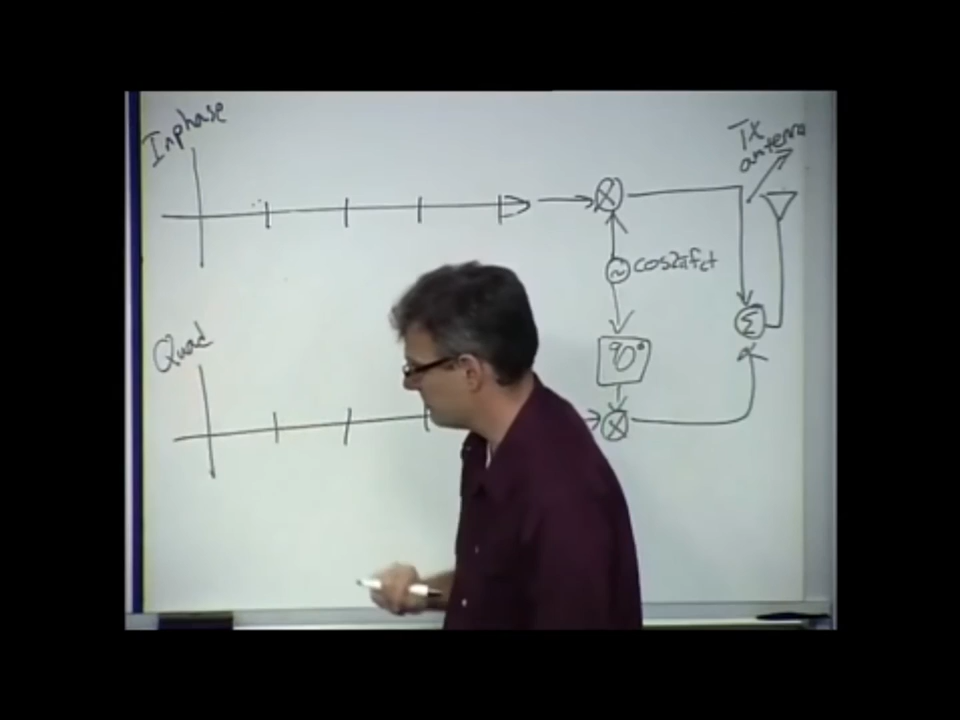 Inphase
Tx
antenna
X
~ cos2πfct
Quad
90°
Σ
X